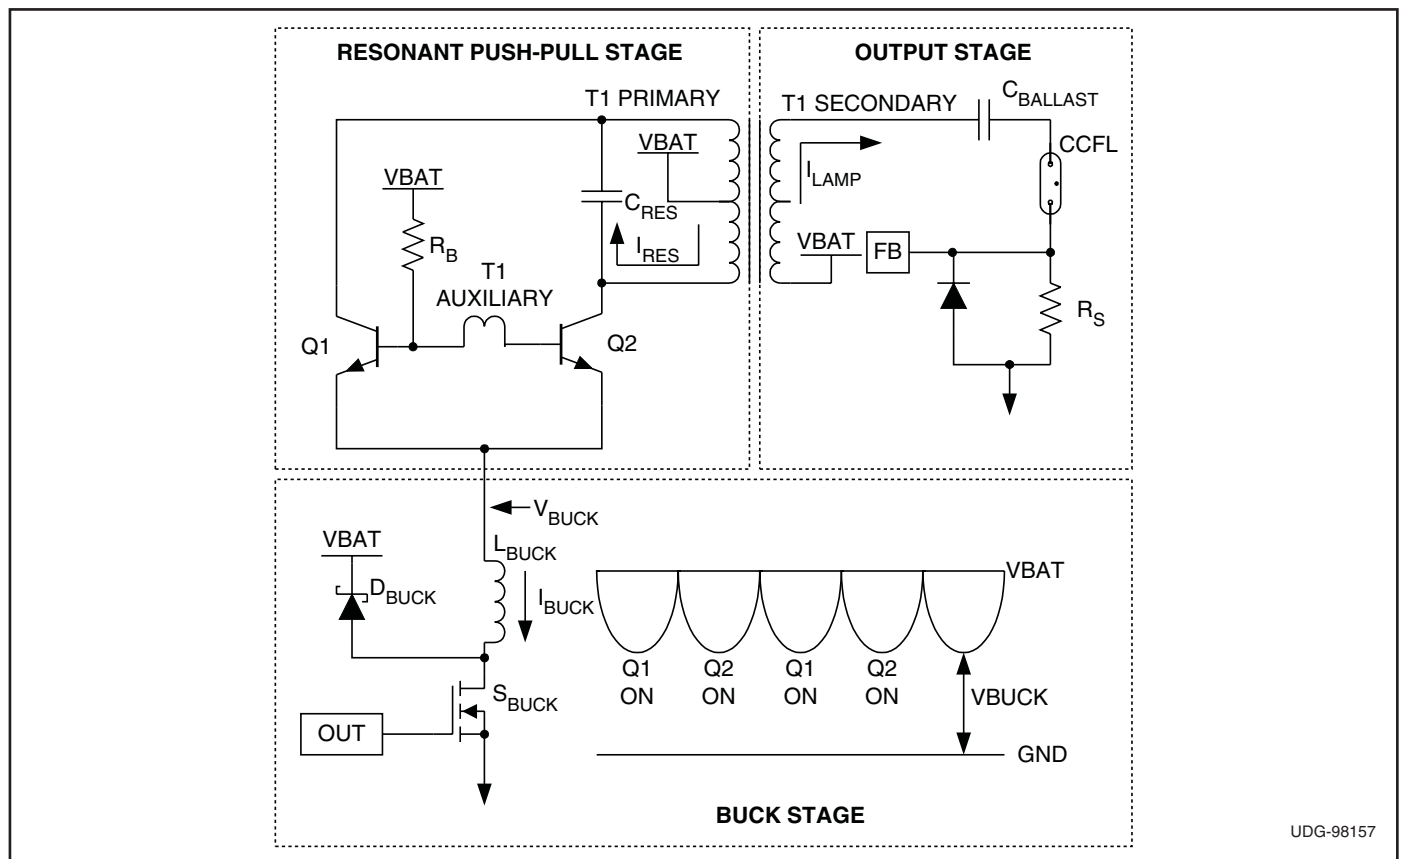 RESONANT PUSH-PULL STAGE
OUTPUT STAGE
T1 PRIMARY
T1 SECONDARY
CBALLAST
VBAT
CCFL
VBAT
ILAMP
CRES
RB
IRES
VBAT
FB
T1
AUXILIARY
RS
Q1
Q2
VBUCK
VBAT
LBUCK
VBAT
DBUCK
IBUCK
Q1
ON
Q2
ON
Q1
ON
Q2
ON
SBUCK
VBUCK
OUT
GND
BUCK STAGE
UDG-98157